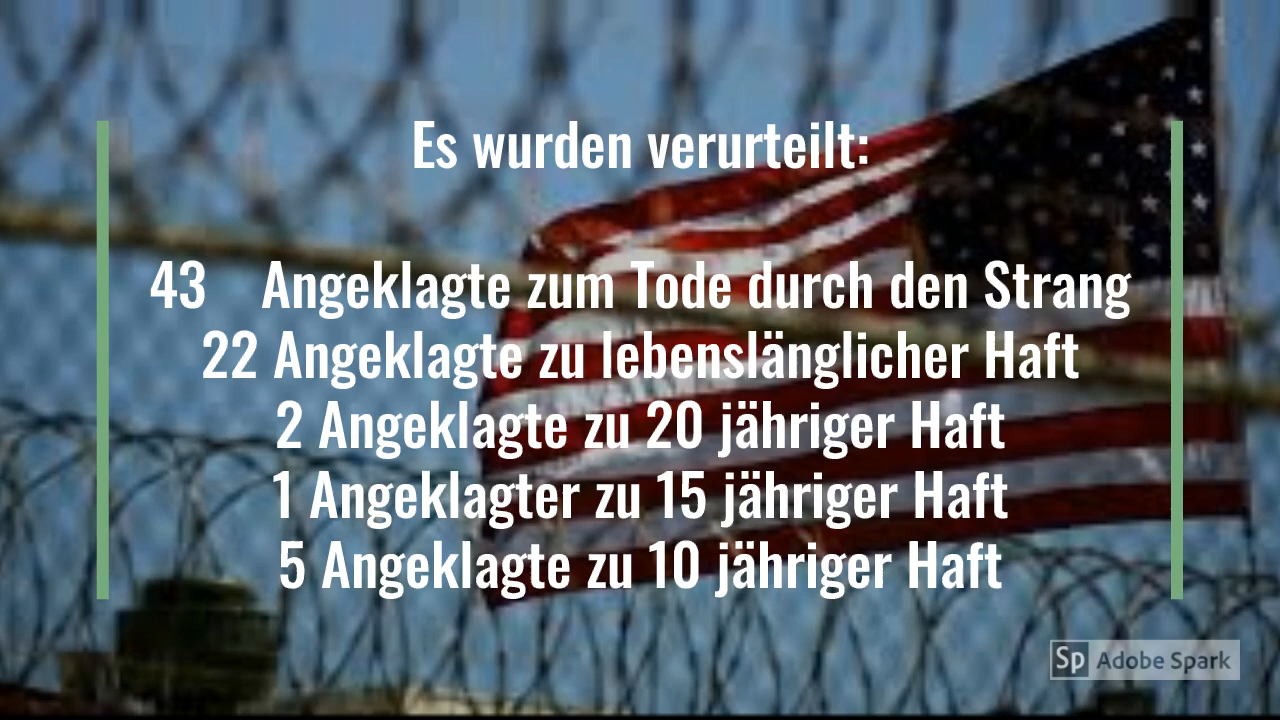 Es wurden verurteilt:
43 Angeklagte zum Tode durch den Strang
22 Angeklagte zu lebenslänglicher Haft
2 Angeklagte zu 20 jähriger Haft
1 Angeklagter zu 15 jähriger Haft
5 Angeklagte zu 10 jähriger Haft
Sp Adobe Spark